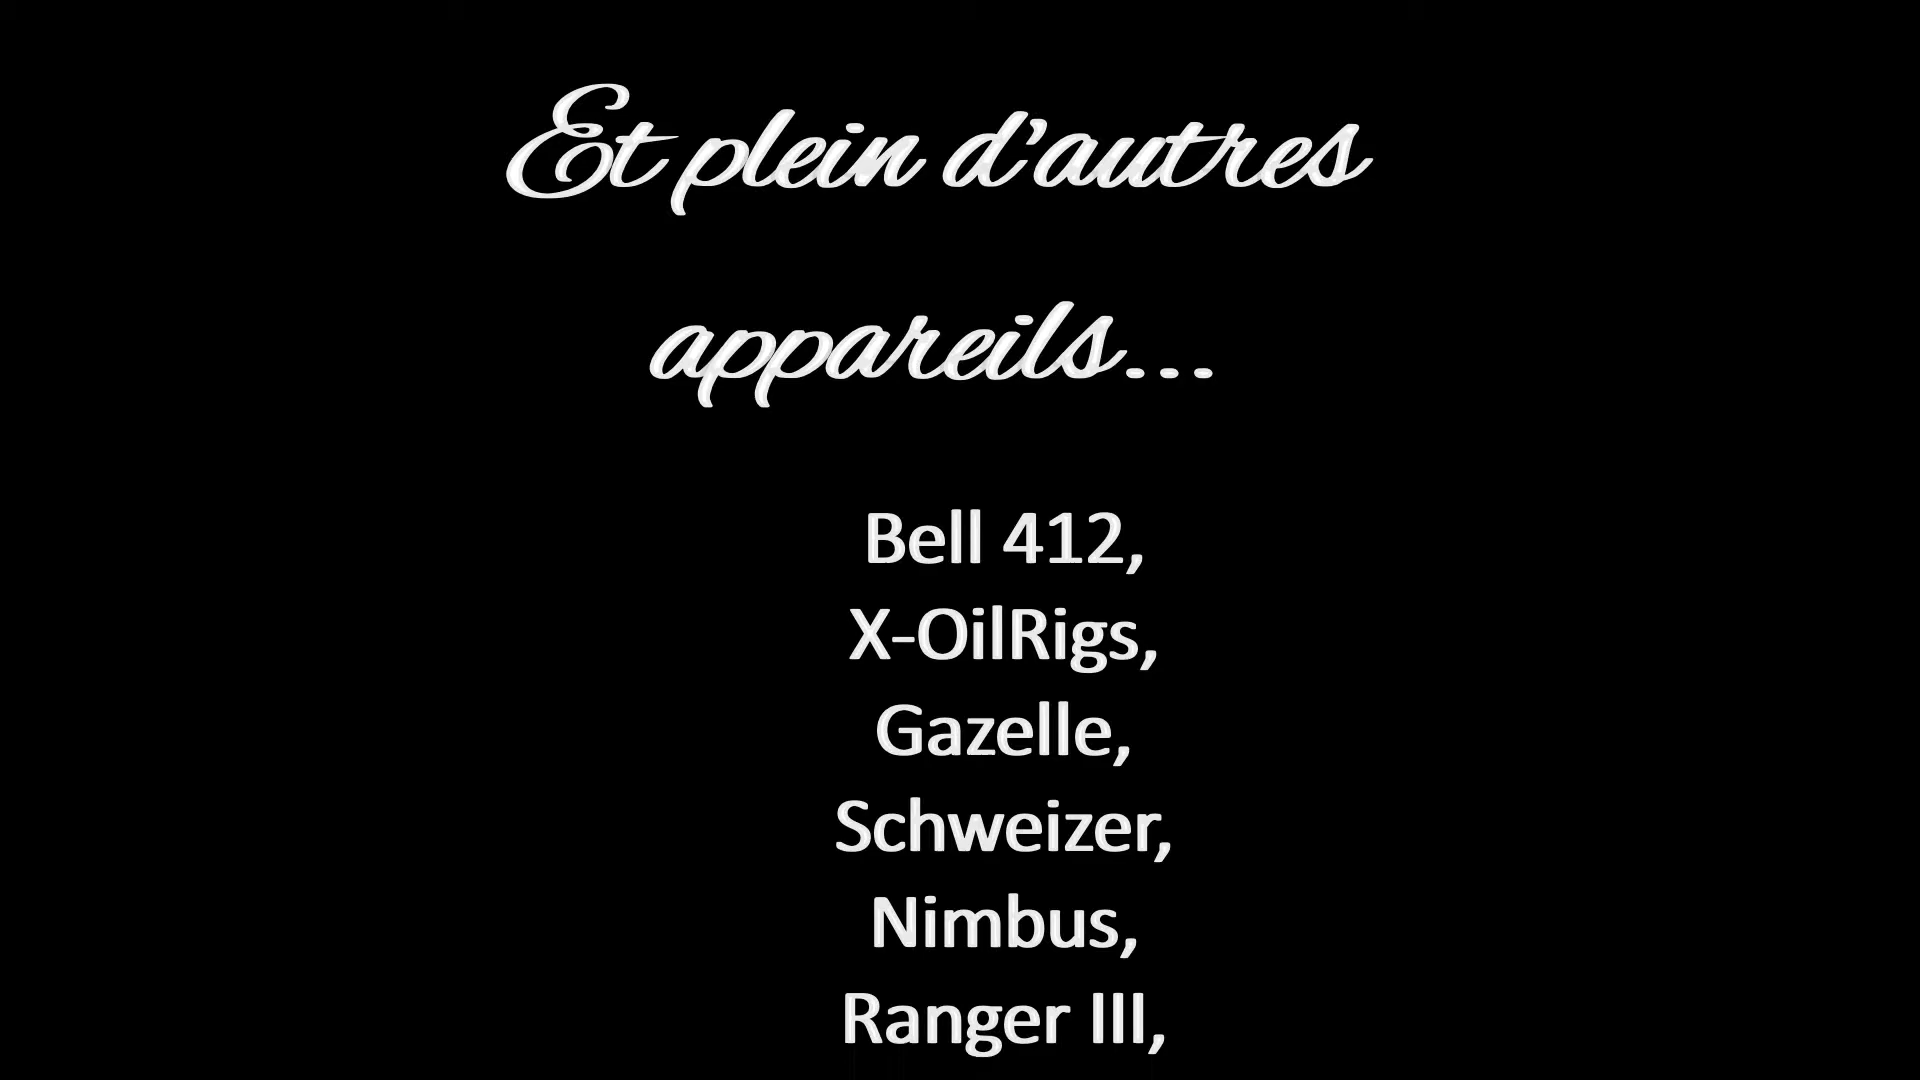 Et plein d'autres
appareils...
Bell 412,
X-OilRigs,
Gazelle,
Schweizer,
Nimbus,
Ranger III,